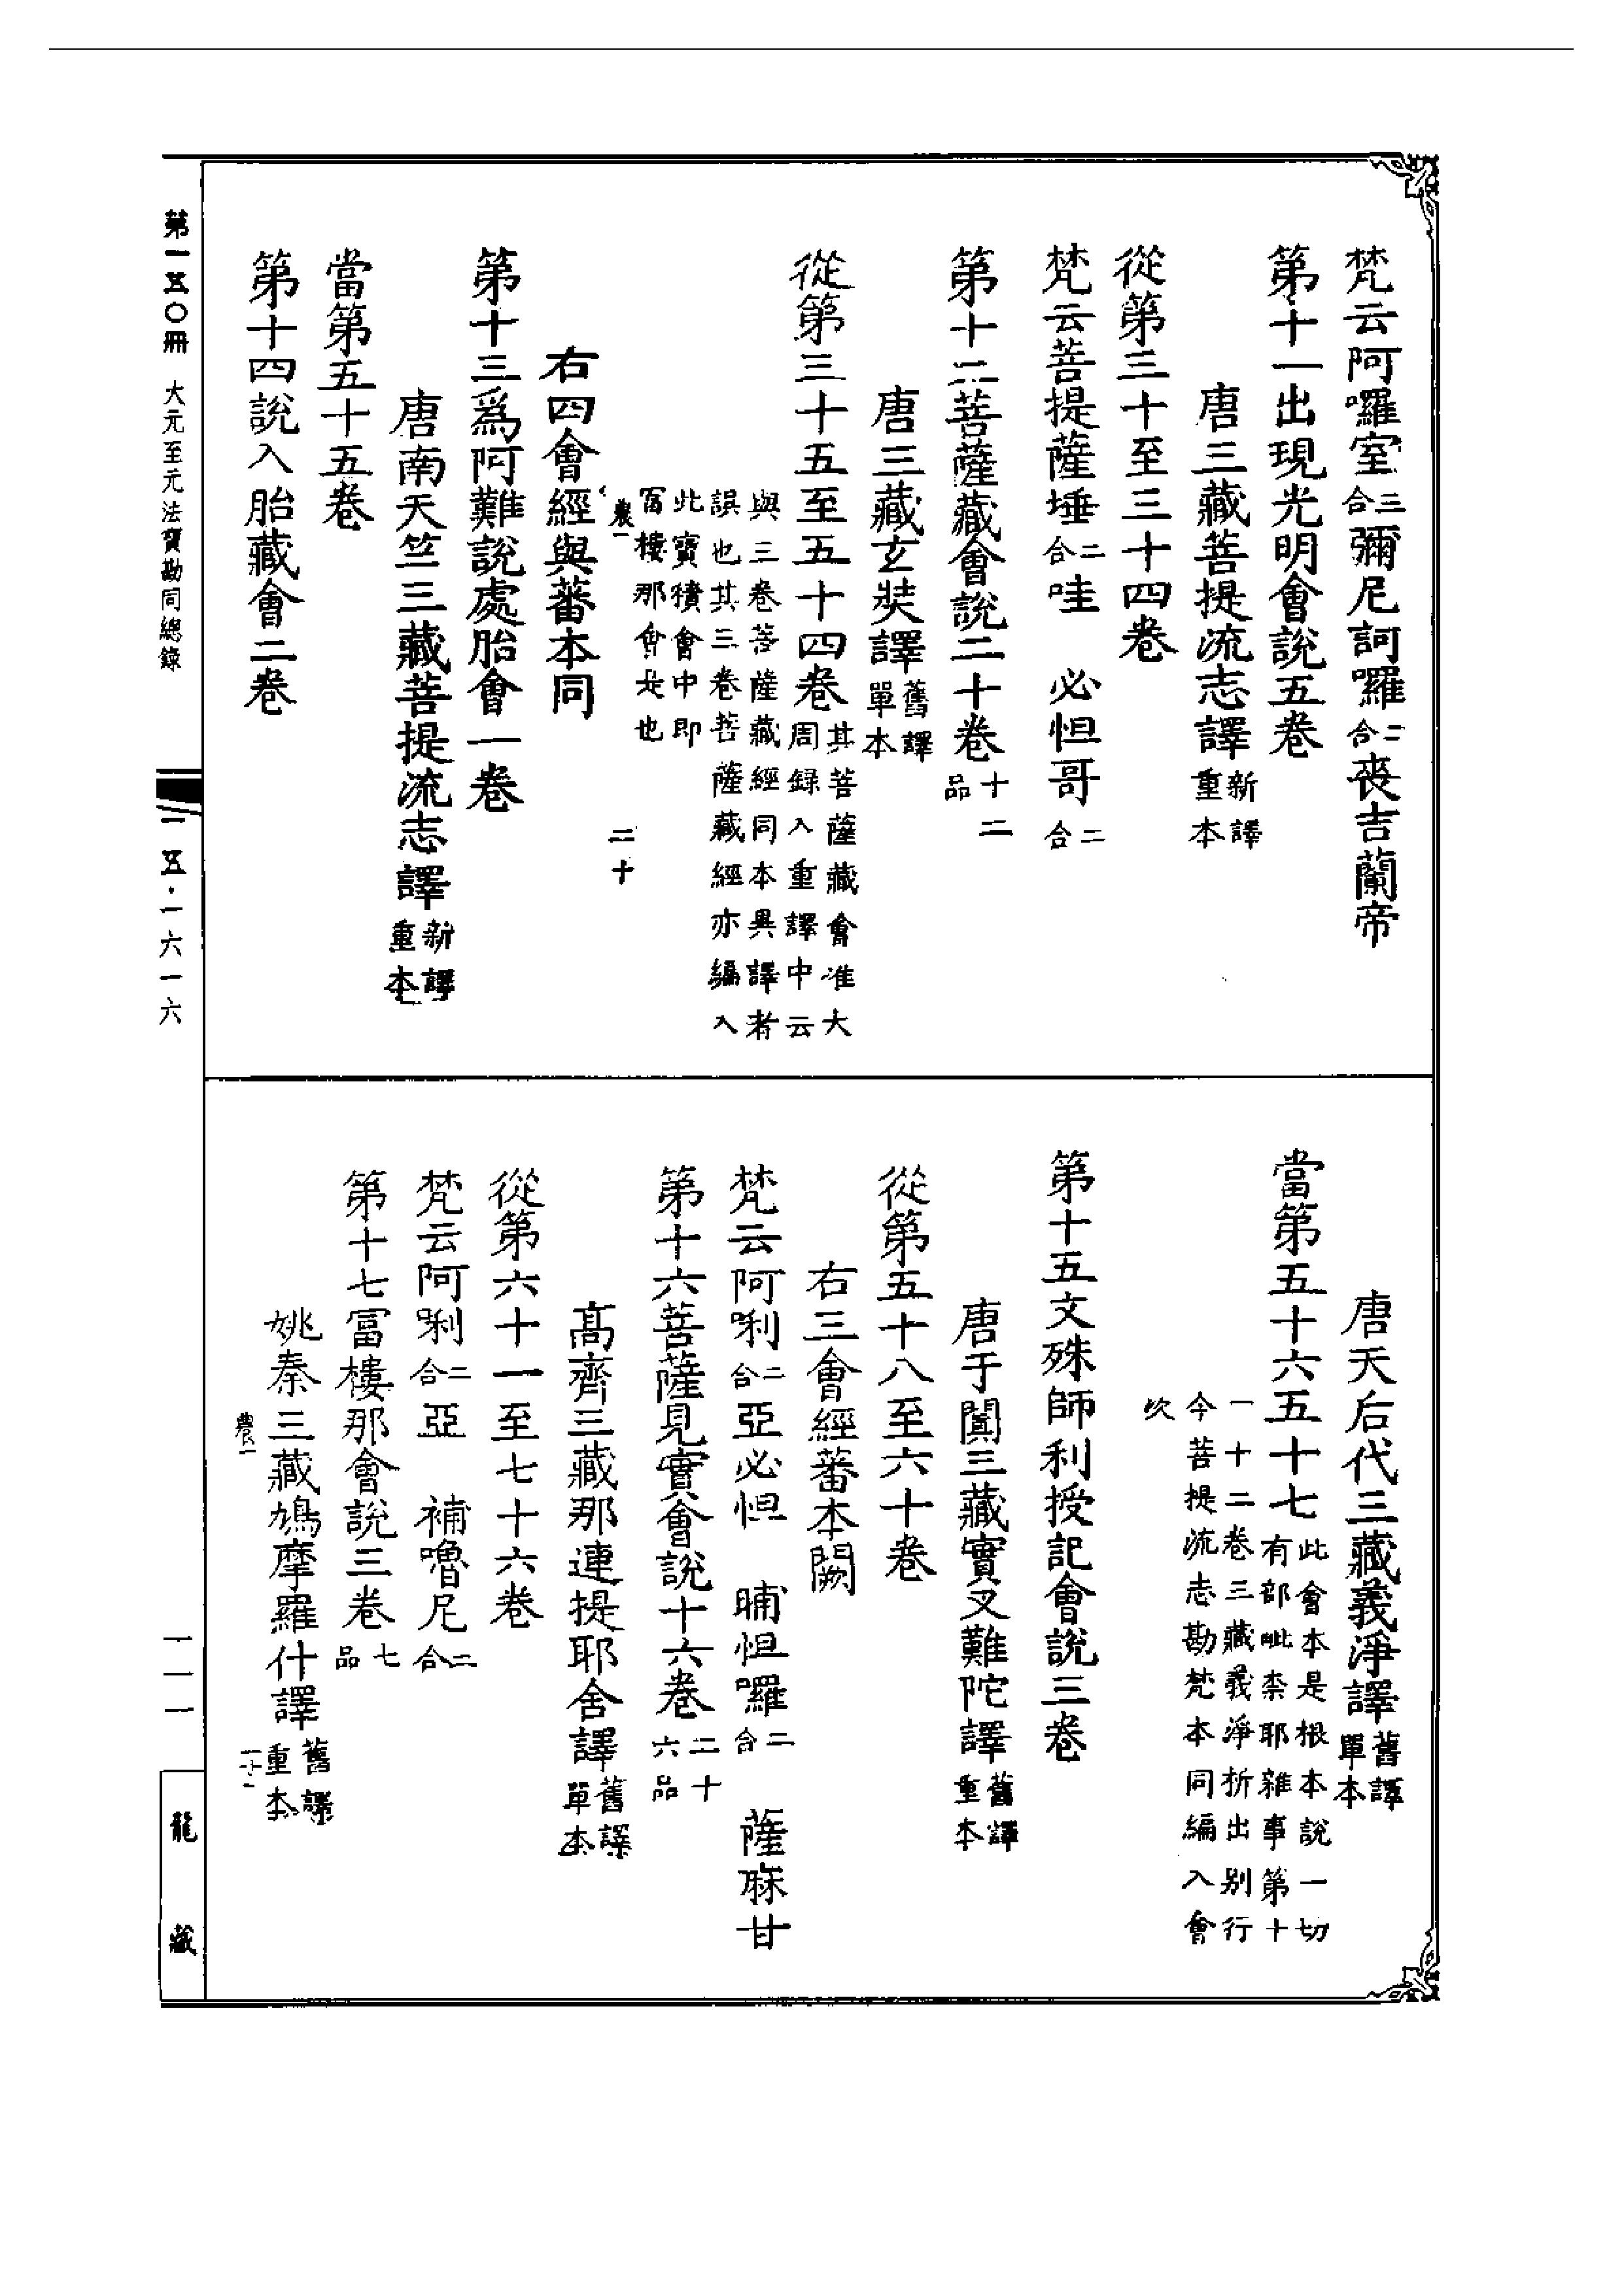 梵云阿囉室三合彌尼訶囉二合喪吉蘭帝
第十一出現光明會說五卷
唐三藏菩提流志譯新譯重本
從第三十至三十四卷
梵云菩提薩埵二合哇　必怛哥二合
第十二菩薩藏會說二十卷十二品
唐三藏玄奘譯舊譯單本
從第三十五至五十四卷其菩薩藏會准大
周録入重譯中云
與三卷菩薩藏經同本異譯者
誤也其三卷菩薩藏經亦編入
此寶積會中即
富樓那會是也
農一　二十
右四會經與蕃本同
第十三爲阿難說處胎會一卷
唐南天竺三藏菩提流志譯新譯重本
當第五十五卷
第十四說入胎藏會二卷
唐天后代三藏義淨譯舊譯單本
當第五十六五十七此會本是根本說一切
有部毗柰耶雜事第十
一十二卷三藏義淨折出別行
今菩提流志勘梵本同編入會
次
第十五文殊師利授記會說三卷
唐于闐三藏實叉難陀譯舊譯重本
從第五十八至六十卷
右三會經蕃本闕
梵云阿唎二合亞必怛　晡怛囉二合　薩䏢甘
第十六菩薩見實會說十六卷二十六品
高齊三藏那連提耶舍譯舊譯單本
從第六十一至七十六卷
梵云阿唎二合亞　補嚕尼二合
第十七富樓那會說三卷七品
姚秦三藏鳩摩羅什譯舊譯重本
農一　二十一
第一五〇冊　大元至元法寶勘同總錄
一五·一六一六
一一一
龍藏